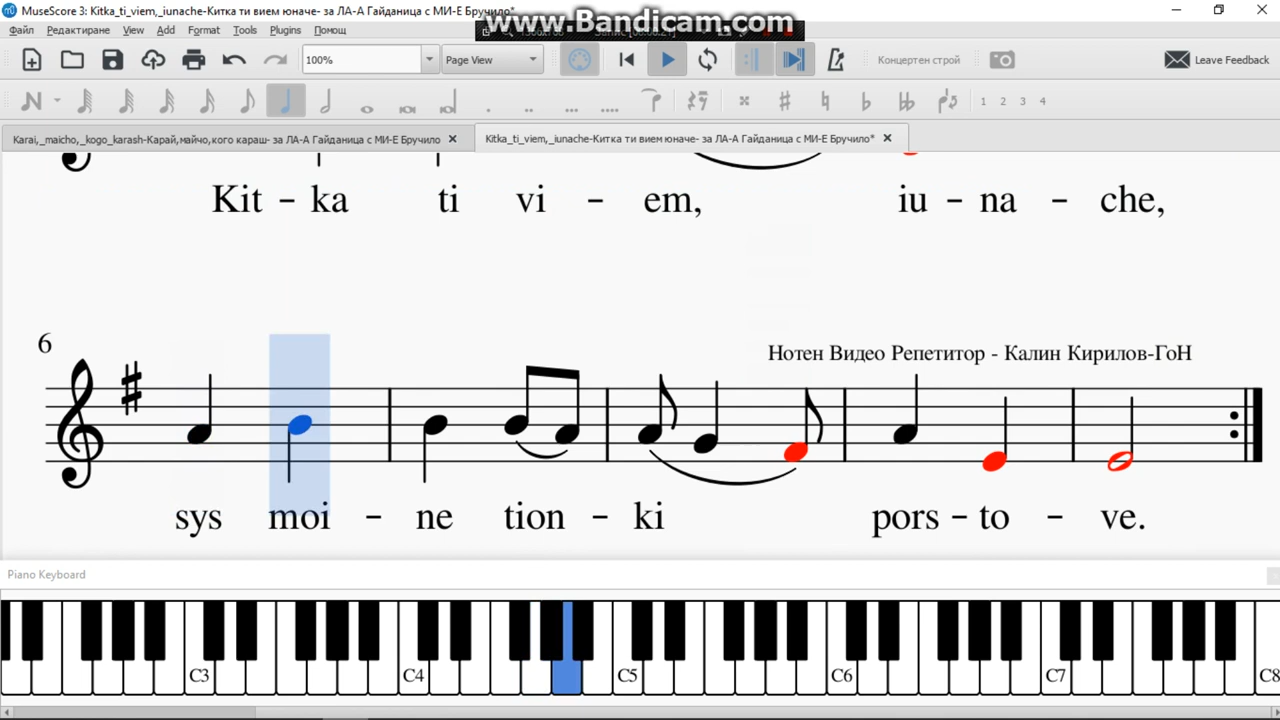 MuseScore 3: Kitka_ti_viem,_iunache-Китка ти вием юначе- за ЛА-А Гайданица с МИ-Е Бручило*
www.Bandicam.com
Файл Редактиране View Add Format Tools Plugins Помощ
100% Page View Концертен строй Leave Feedback
1 2 3 4
Karai,_maicho,_kogo_karash-Карай,майчо,кого караш- за ЛА-А Гайданица с МИ-Е Бручило
Kitka_ti_viem,_iunache-Китка ти вием юначе- за ЛА-А Гайданица с МИ-Е Бручило*
Kit - ka ti vi - em, iu - na - che,
6
Нотен Видео Репетитор - Калин Кирилов-ГоН
sys moi - ne tion - ki pors - to - ve.
Piano Keyboard
C3 C4 C5 C6 C7 C8